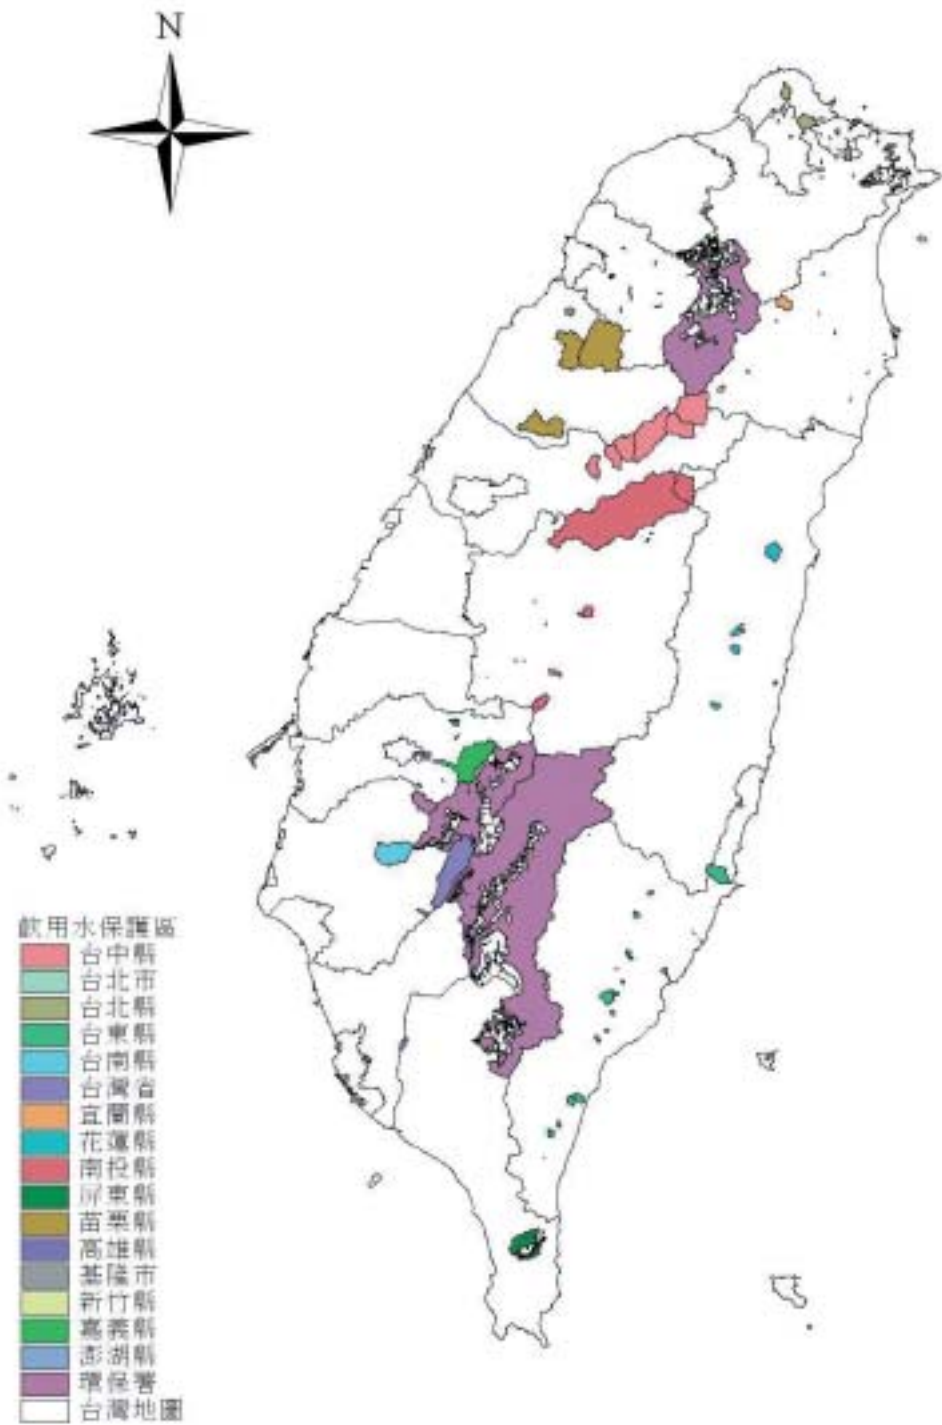 N
飲用水保護區
台中縣
台北市
台北縣
台東縣
台南縣
台灣省
宜蘭縣
花蓮縣
南投縣
屏東縣
苗栗縣
高雄縣
基隆市
新竹縣
嘉義縣
澎湖縣
環保署
台灣地圖